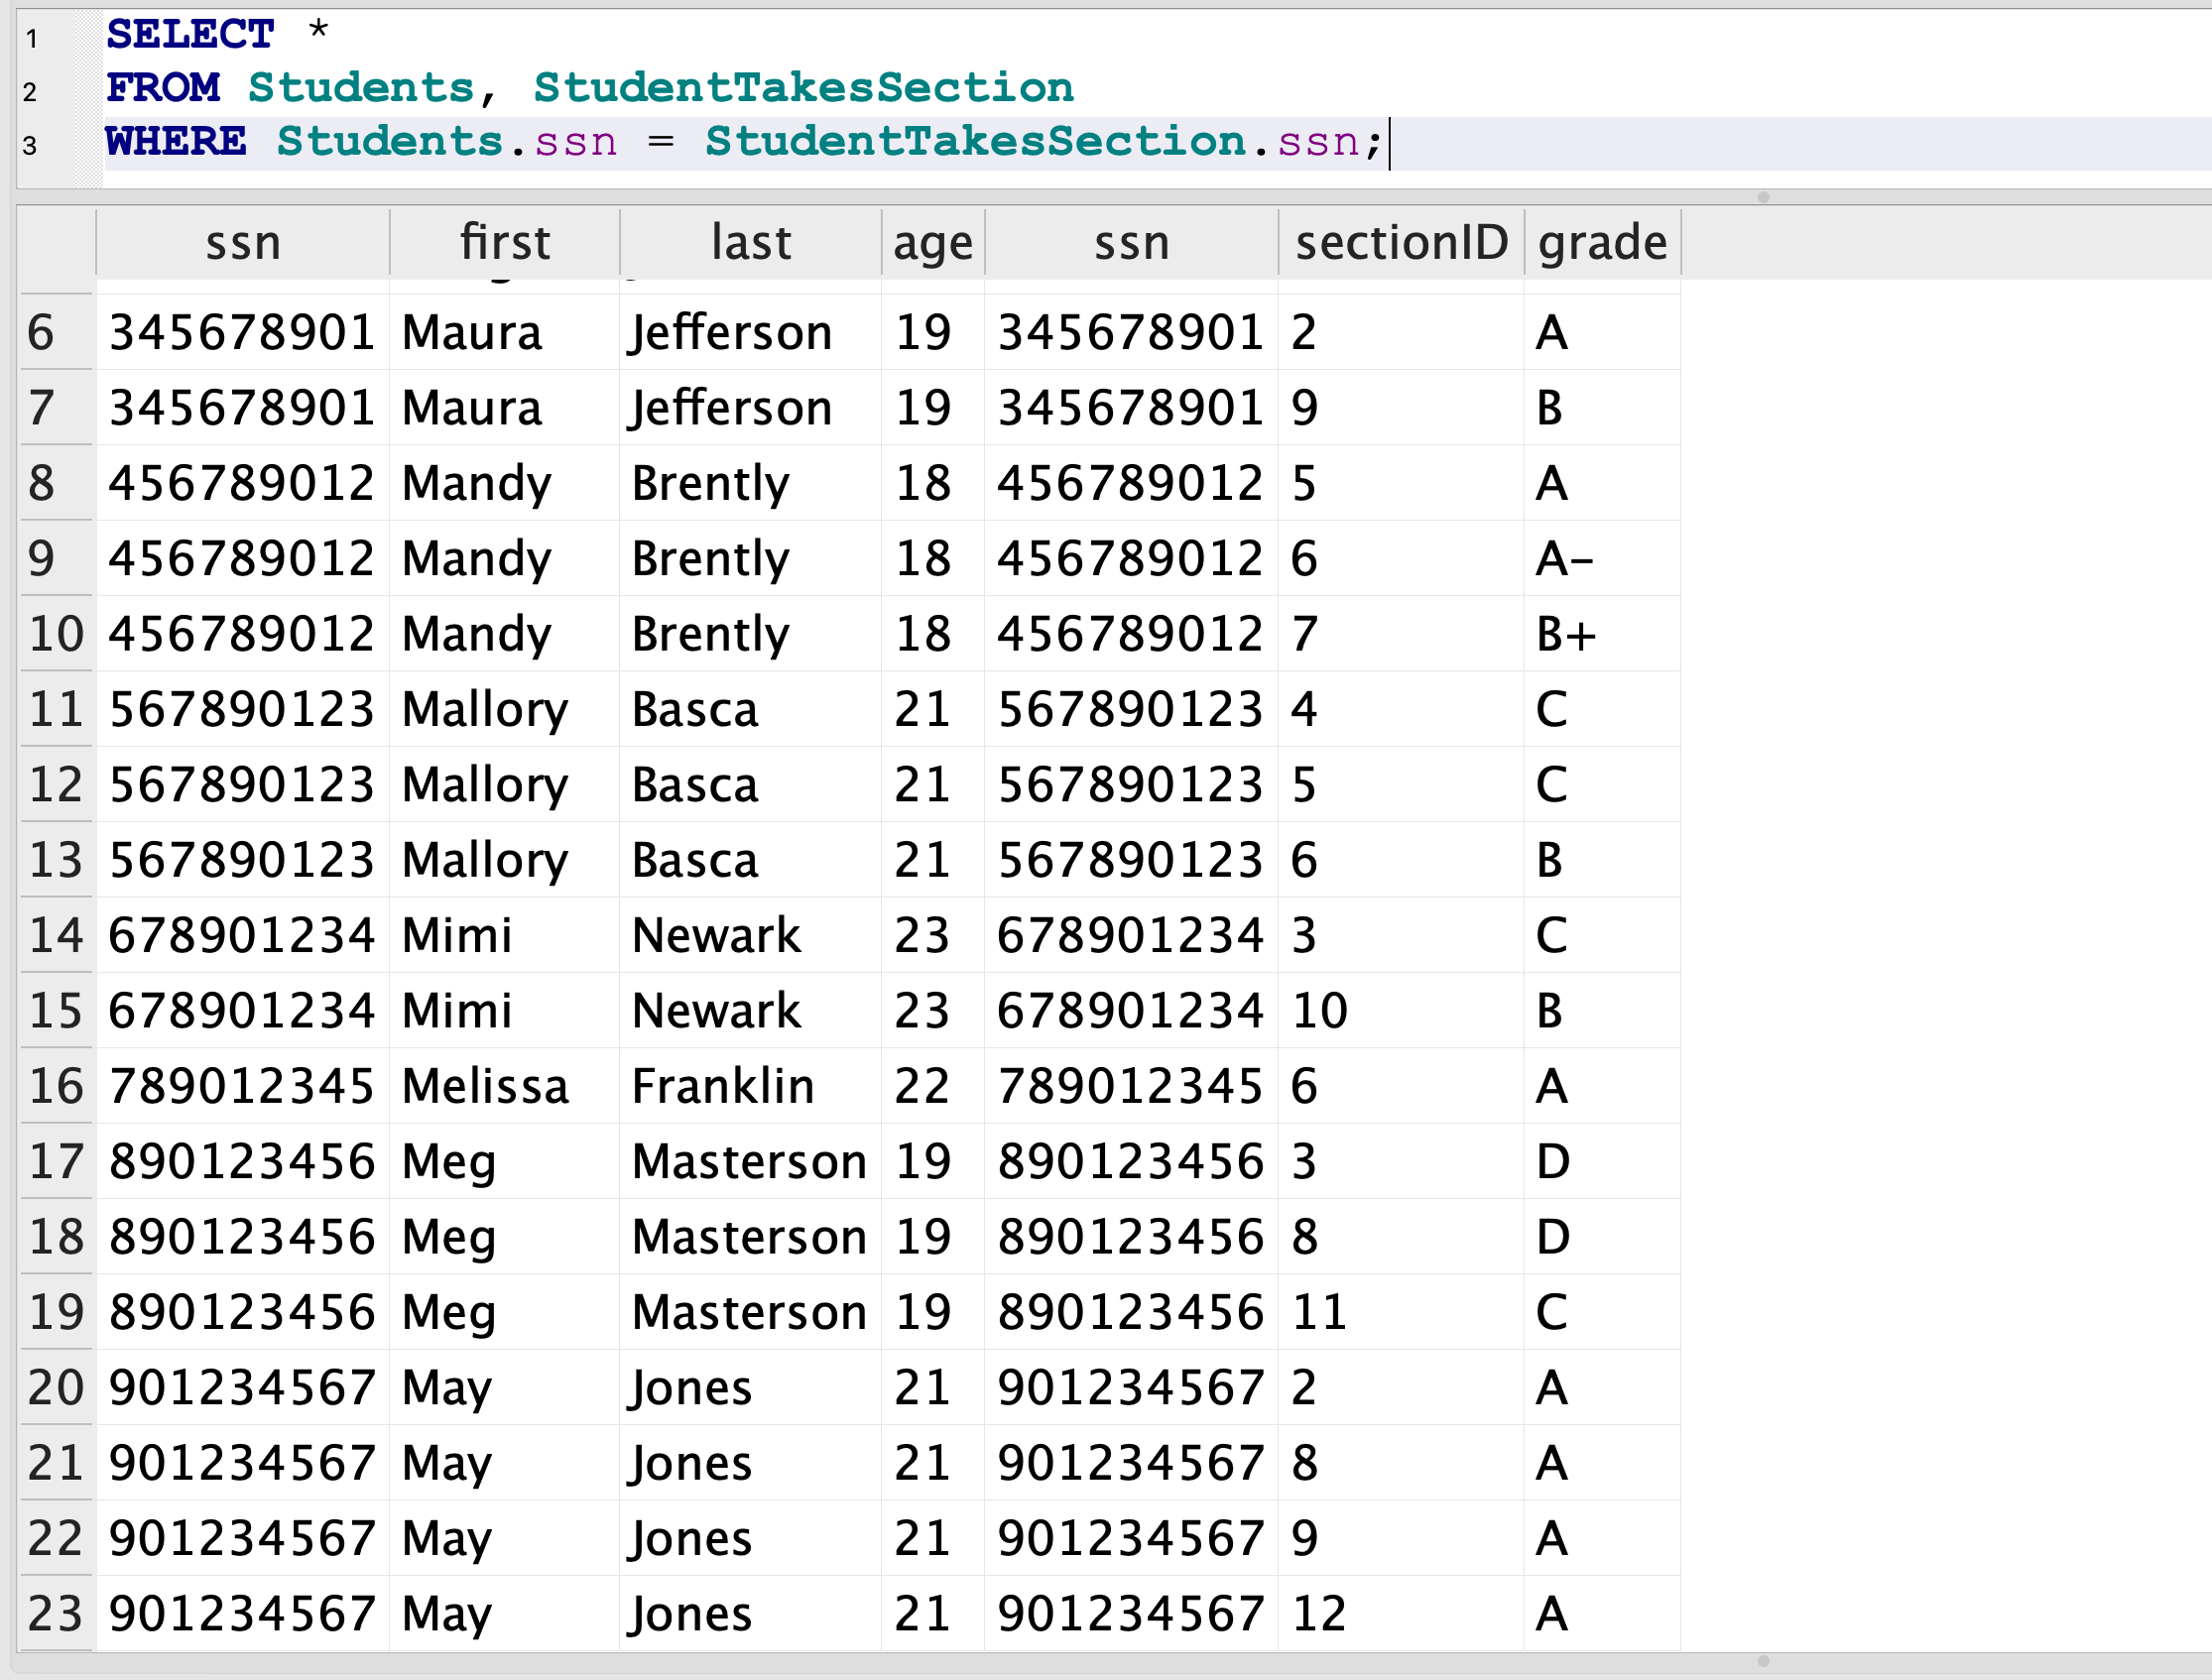 1 SELECT *
2 FROM Students, StudentTakesSection
3 WHERE Students.ssn = StudentTakesSection.ssn;
ssn first last age ssn sectionID grade
6 345678901 Maura Jefferson 19 345678901 2 A
7 345678901 Maura Jefferson 19 345678901 9 B
8 456789012 Mandy Brently 18 456789012 5 A
9 456789012 Mandy Brently 18 456789012 6 A-
10 456789012 Mandy Brently 18 456789012 7 B+
11 567890123 Mallory Basca 21 567890123 4 C
12 567890123 Mallory Basca 21 567890123 5 C
13 567890123 Mallory Basca 21 567890123 6 B
14 678901234 Mimi Newark 23 678901234 3 C
15 678901234 Mimi Newark 23 678901234 10 B
16 789012345 Melissa Franklin 22 789012345 6 A
17 890123456 Meg Masterson 19 890123456 3 D
18 890123456 Meg Masterson 19 890123456 8 D
19 890123456 Meg Masterson 19 890123456 11 C
20 901234567 May Jones 21 901234567 2 A
21 901234567 May Jones 21 901234567 8 A
22 901234567 May Jones 21 901234567 9 A
23 901234567 May Jones 21 901234567 12 A